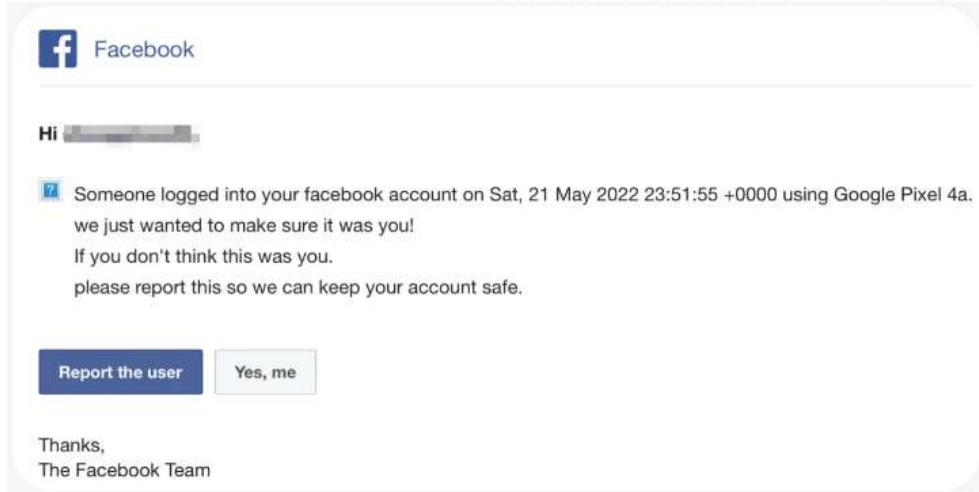 Facebook
Hi
Someone logged into your facebook account on Sat, 21 May 2022 23:51:55 +0000 using Google Pixel 4a.
we just wanted to make sure it was you!
If you don't think this was you.
please report this so we can keep your account safe.
Report the user
Yes, me
Thanks,
The Facebook Team